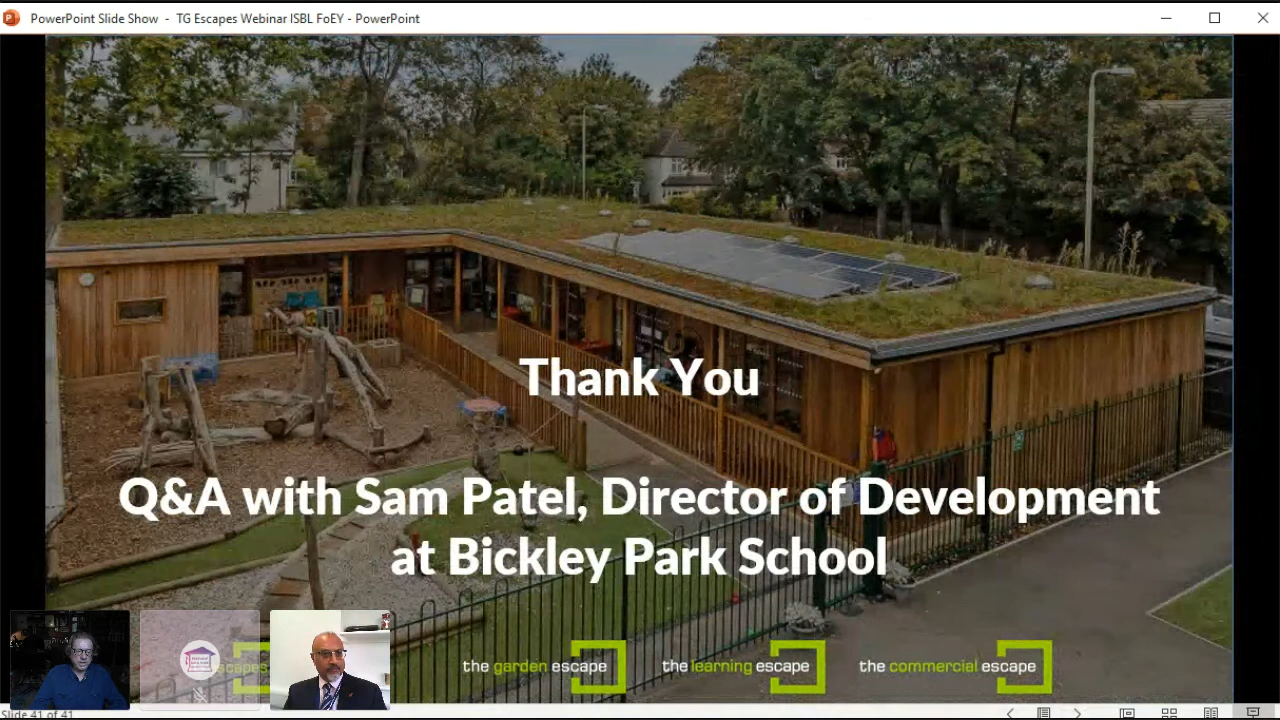 PowerPoint Slide Show - TG Escapes Webinar ISBL FoEY - PowerPoint
Thank You
Q&A with Sam Patel, Director of Development
at Bickley Park School
escapes
the garden escape
the learning escape
the commercial escape
Slide 41 of 41